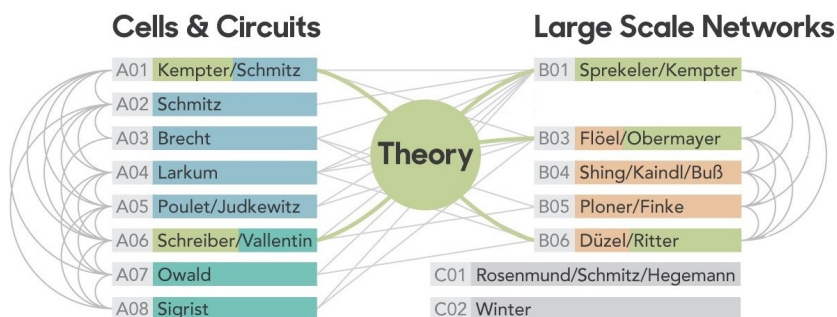 Cells & Circuits
A01 Kempter/Schmitz
A02 Schmitz
A03 Brecht
A04 Larkum
A05 Poulet/Judkewitz
A06 Schreiber/Vallentin
A07 Owald
A08 Sigrist
Theory
Large Scale Networks
B01 Sprekeler/Kempter
B03 Flöel/Obermayer
B04 Shing/Kaindl/Buß
B05 Ploner/Finke
B06 Düzel/Ritter
C01 Rosenmund/Schmitz/Hegemann
C02 Winter